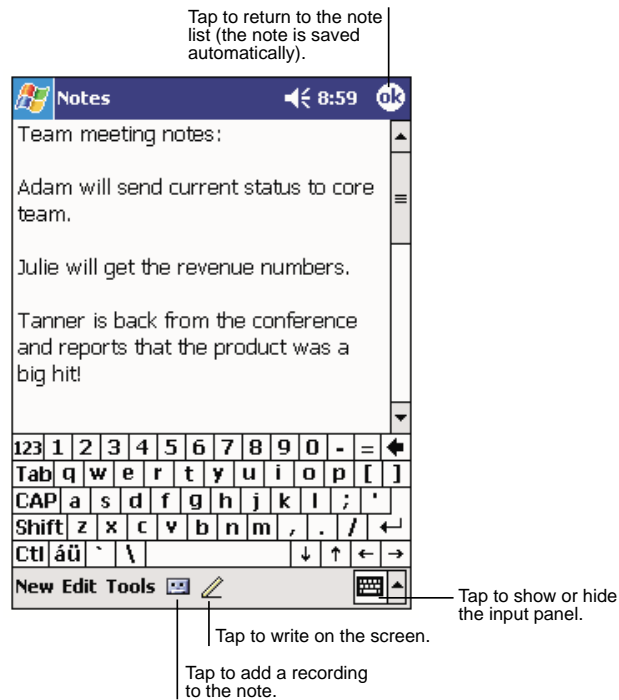 Tap to return to the note
list (the note is saved
automatically).
Notes 8:59 ok
Team meeting notes:
Adam will send current status to core
team.
Julie will get the revenue numbers.
Tanner is back from the conference
and reports that the product was a
big hit!
123 1 2 3 4 5 6 7 8 9 0 - = ←
Tab q w e r t y u i o p [ ]
CAP a s d f g h j k l ; '
Shift z x c v b n m , . / ↵
Ctl áü ` \ ↓ ↑ ← →
New Edit Tools
Tap to show or hide
the input panel.
Tap to write on the screen.
Tap to add a recording
to the note.